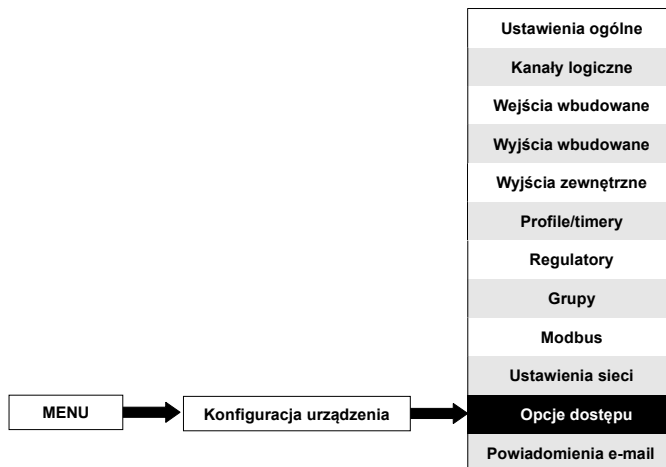 Ustawienia ogólne
Kanały logiczne
Wejścia wbudowane
Wyjścia wbudowane
Wyjścia zewnętrzne
Profile/timery
Regulatory
Grupy
Modbus
Ustawienia sieci
MENU
Konfiguracja urządzenia
Opcje dostępu
Powiadomienia e-mail